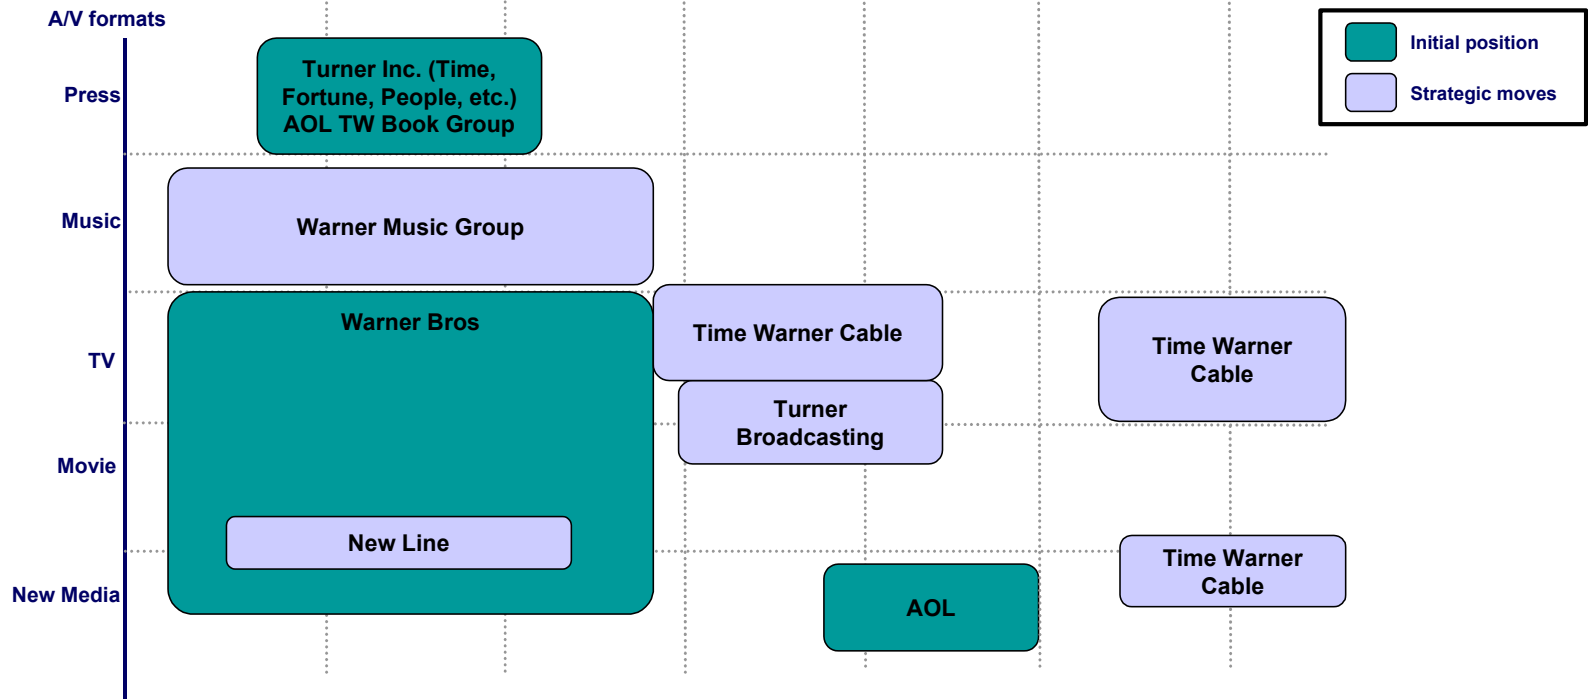 A/V formats
Initial position
Strategic moves
Press
Turner Inc. (Time,
Fortune, People, etc.)
AOL TW Book Group
Music
Warner Music Group
TV
Warner Bros
Time Warner Cable
Time Warner
Cable
Turner
Broadcasting
Movie
New Line
New Media
AOL
Time Warner
Cable